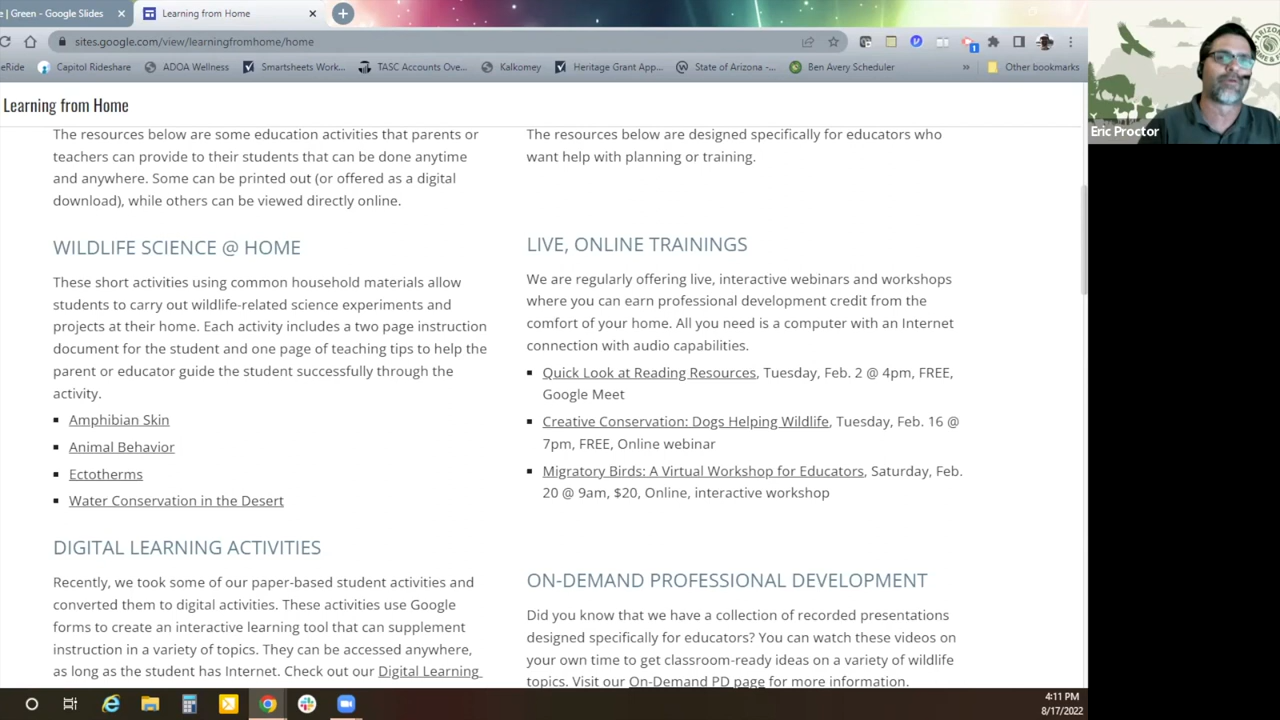 | Green - Google Slides
Learning from Home
sites.google.com/view/learningfromhome/home
eRide
Capitol Rideshare
ADOA Wellness
Smartsheets Work...
TASC Accounts Ove...
Kalkomey
Heritage Grant App...
State of Arizona -...
Ben Avery Scheduler
»
Other bookmarks
Eric Proctor
Learning from Home
The resources below are some education activities that parents or
teachers can provide to their students that can be done anytime
and anywhere. Some can be printed out (or offered as a digital
download), while others can be viewed directly online.
WILDLIFE SCIENCE @ HOME
These short activities using common household materials allow
students to carry out wildlife-related science experiments and
projects at their home. Each activity includes a two page instruction
document for the student and one page of teaching tips to help the
parent or educator guide the student successfully through the
activity.
Amphibian Skin
Animal Behavior
Ectotherms
Water Conservation in the Desert
DIGITAL LEARNING ACTIVITIES
Recently, we took some of our paper-based student activities and
converted them to digital activities. These activities use Google
forms to create an interactive learning tool that can supplement
instruction in a variety of topics. They can be accessed anywhere,
as long as the student has Internet. Check out our Digital Learning
The resources below are designed specifically for educators who
want help with planning or training.
LIVE, ONLINE TRAININGS
We are regularly offering live, interactive webinars and workshops
where you can earn professional development credit from the
comfort of your home. All you need is a computer with an Internet
connection with audio capabilities.
Quick Look at Reading Resources, Tuesday, Feb. 2 @ 4pm, FREE,
Google Meet
Creative Conservation: Dogs Helping Wildlife, Tuesday, Feb. 16 @
7pm, FREE, Online webinar
Migratory Birds: A Virtual Workshop for Educators, Saturday, Feb.
20 @ 9am, $20, Online, interactive workshop
ON-DEMAND PROFESSIONAL DEVELOPMENT
Did you know that we have a collection of recorded presentations
designed specifically for educators? You can watch these videos on
your own time to get classroom-ready ideas on a variety of wildlife
topics. Visit our On-Demand PD page for more information.
4:11 PM
8/17/2022